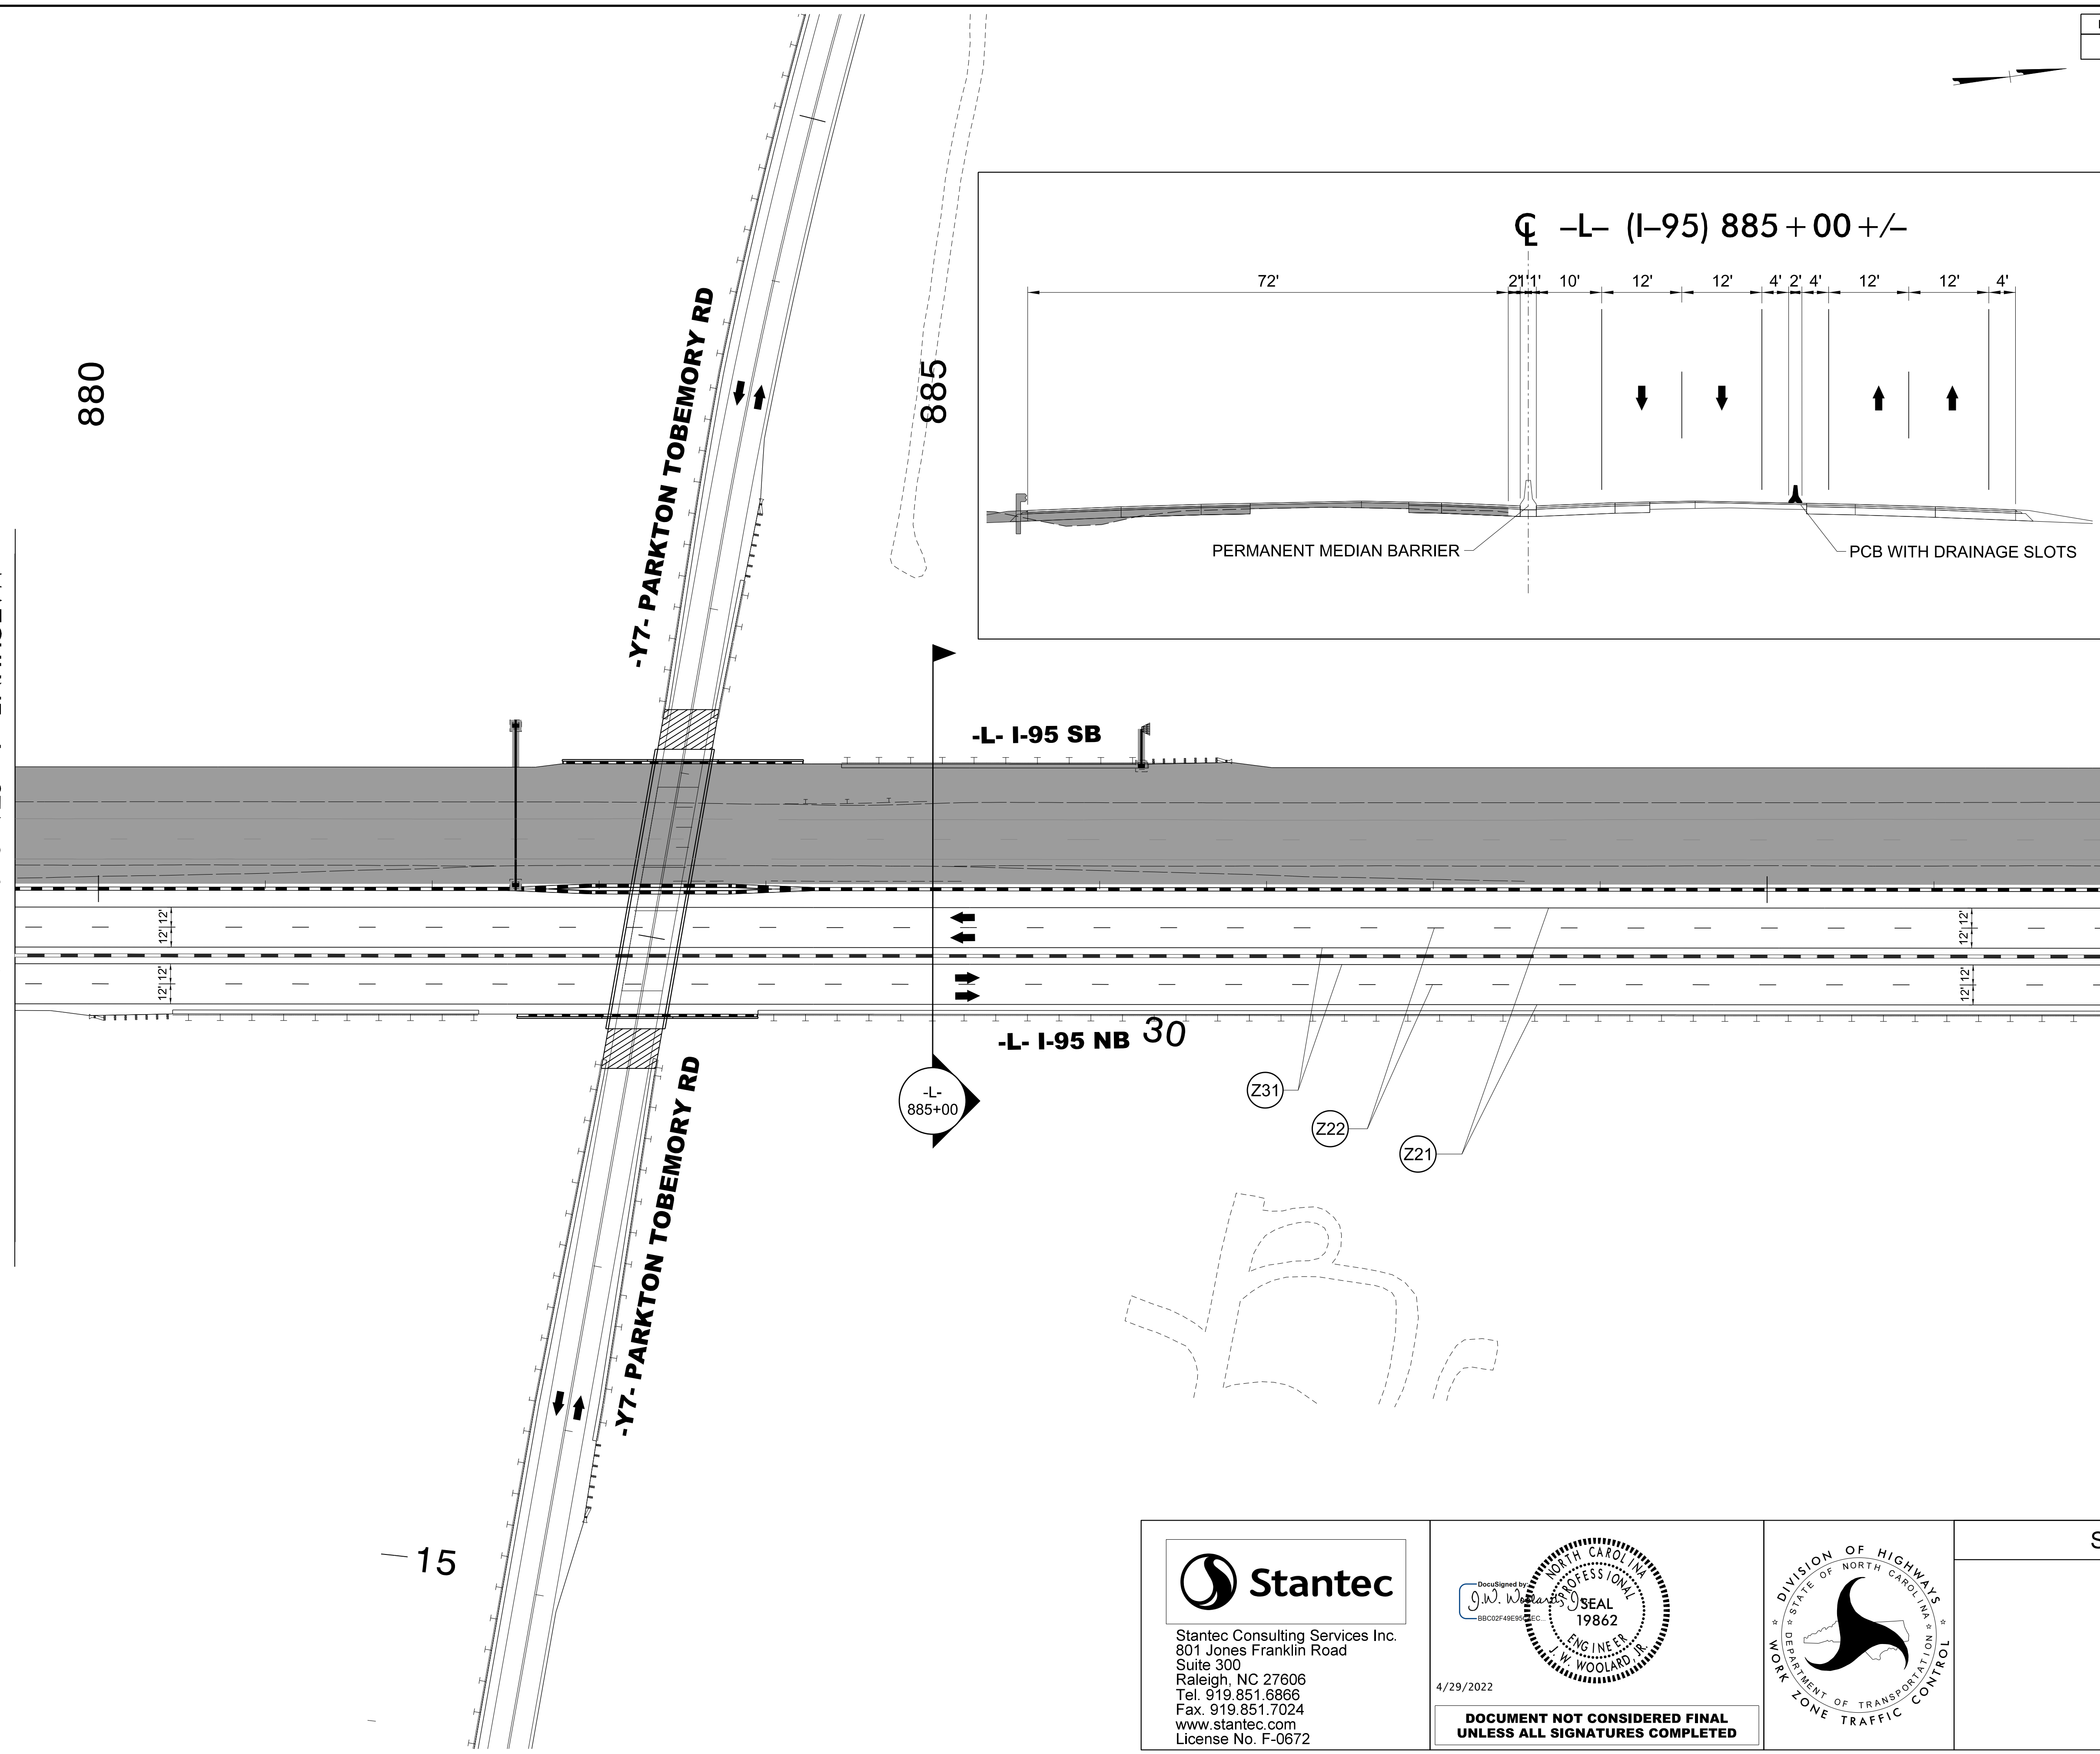 ℄ –L– (I–95) 885+00+/–
72'
2'
1'
1'
10'
12'
12'
4'
2'
4'
12'
12'
4'
PERMANENT MEDIAN BARRIER
PCB WITH DRAINAGE SLOTS
880
885
-Y7- PARKTON TOBEMORY RD
-L- I-95 SB
12'
12'
12'
12'
12'
12'
12'
12'
-L- I-95 NB
30
-L-
885+00
Z31
Z22
Z21
-Y7- PARKTON TOBEMORY RD
15
Stantec
Stantec Consulting Services Inc.
801 Jones Franklin Road
Suite 300
Raleigh, NC 27606
Tel. 919.851.6866
Fax. 919.851.7024
www.stantec.com
License No. F-0672
DocuSigned by:
J.W. Woolard, Jr.
NORTH CAROLINA
PROFESSIONAL
SEAL
19862
ENGINEER
J. W. WOOLARD, JR.
4/29/2022
DOCUMENT NOT CONSIDERED FINAL
UNLESS ALL SIGNATURES COMPLETED
DIVISION OF HIGHWAYS
STATE OF NORTH CAROLINA
DEPARTMENT OF TRANSPORTATION
WORK ZONE TRAFFIC CONTROL